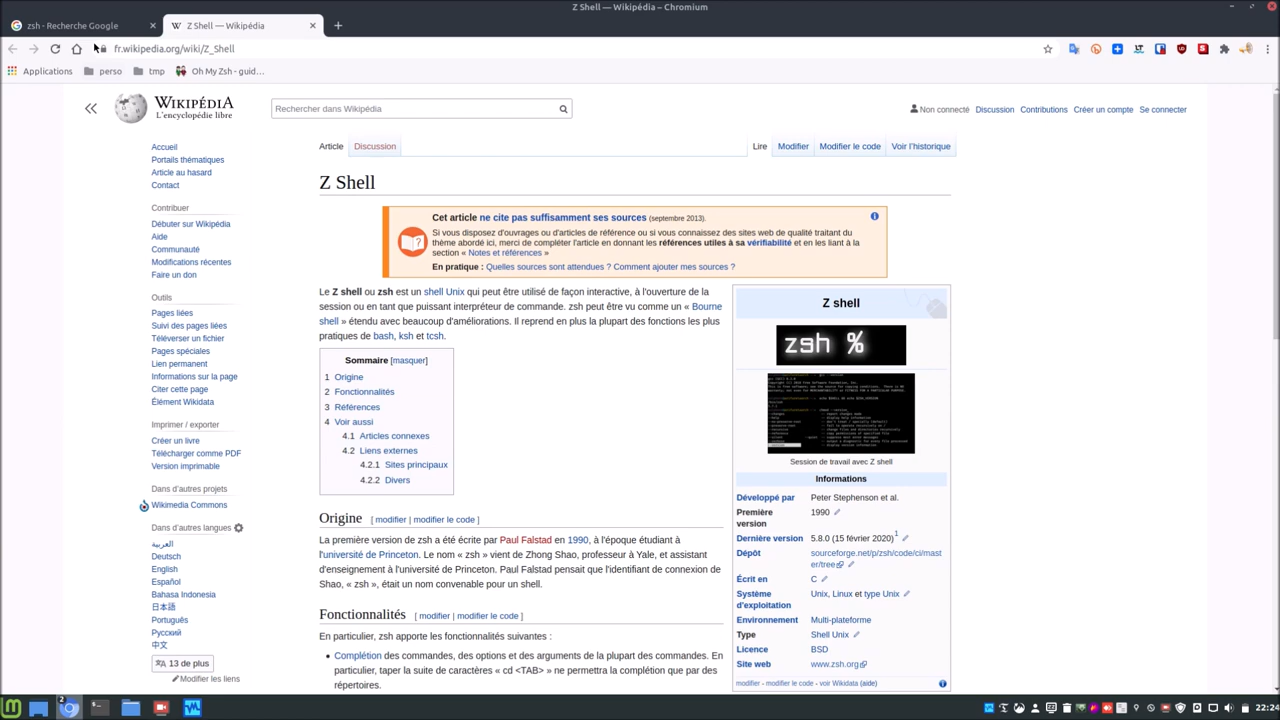 Z Shell — Wikipédia – Chromium
zsh - Recherche Google
Z Shell — Wikipédia
fr.wikipedia.org/wiki/Z_Shell
Applications
perso
tmp
Oh My Zsh - guid…
WIKIPÉDIA
L'encyclopédie libre
Rechercher dans Wikipédia
Non connecté Discussion Contributions Créer un compte Se connecter
Accueil
Portails thématiques
Article au hasard
Contact
Contribuer
Débuter sur Wikipédia
Aide
Communauté
Modifications récentes
Faire un don
Outils
Pages liées
Suivi des pages liées
Téléverser un fichier
Pages spéciales
Lien permanent
Informations sur la page
Citer cette page
Élément Wikidata
Imprimer / exporter
Créer un livre
Télécharger comme PDF
Version imprimable
Dans d'autres projets
Wikimedia Commons
Dans d'autres langues
العربية
Deutsch
English
Español
Bahasa Indonesia
日本語
Português
Русский
中文
13 de plus
Modifier les liens
Article Discussion
Lire Modifier Modifier le code Voir l'historique
Z Shell
Cet article ne cite pas suffisamment ses sources (septembre 2013).
Si vous disposez d'ouvrages ou d'articles de référence ou si vous connaissez des sites web de qualité traitant du
thème abordé ici, merci de compléter l'article en donnant les références utiles à sa vérifiabilité et en les liant à la
section « Notes et références »
En pratique : Quelles sources sont attendues ? Comment ajouter mes sources ?
Le Z shell ou zsh est un shell Unix qui peut être utilisé de façon interactive, à l'ouverture de la
session ou en tant que puissant interpréteur de commande. zsh peut être vu comme un « Bourne
shell » étendu avec beaucoup d'améliorations. Il reprend en plus la plupart des fonctions les plus
pratiques de bash, ksh et tcsh.
Sommaire [masquer]
1 Origine
2 Fonctionnalités
3 Références
4 Voir aussi
4.1 Articles connexes
4.2 Liens externes
4.2.1 Sites principaux
4.2.2 Divers
Origine [ modifier | modifier le code ]
La première version de zsh a été écrite par Paul Falstad en 1990, à l'époque étudiant à
l'université de Princeton. Le nom « zsh » vient de Zhong Shao, professeur à Yale, et assistant
d'enseignement à l'université de Princeton. Paul Falstad pensait que l'identifiant de connexion de
Shao, « zsh », était un nom convenable pour un shell.
Fonctionnalités [ modifier | modifier le code ]
En particulier, zsh apporte les fonctionnalités suivantes :
• Complétion des commandes, des options et des arguments de la plupart des commandes. En
particulier, taper la suite de caractères « cd <TAB> » ne permettra la complétion que par des
répertoires.
Z shell
zsh %
Session de travail avec Z shell
Informations
Développé par Peter Stephenson et al.
Première version 1990
Dernière version 5.8.0 (15 février 2020)1
Dépôt sourceforge.net/p/zsh/code/ci/mast
er/tree
Écrit en C
Système d'exploitation Unix, Linux et type Unix
Environnement Multi-plateforme
Type Shell Unix
Licence BSD
Site web www.zsh.org
modifier - modifier le code - voir Wikidata (aide)
2
22:24